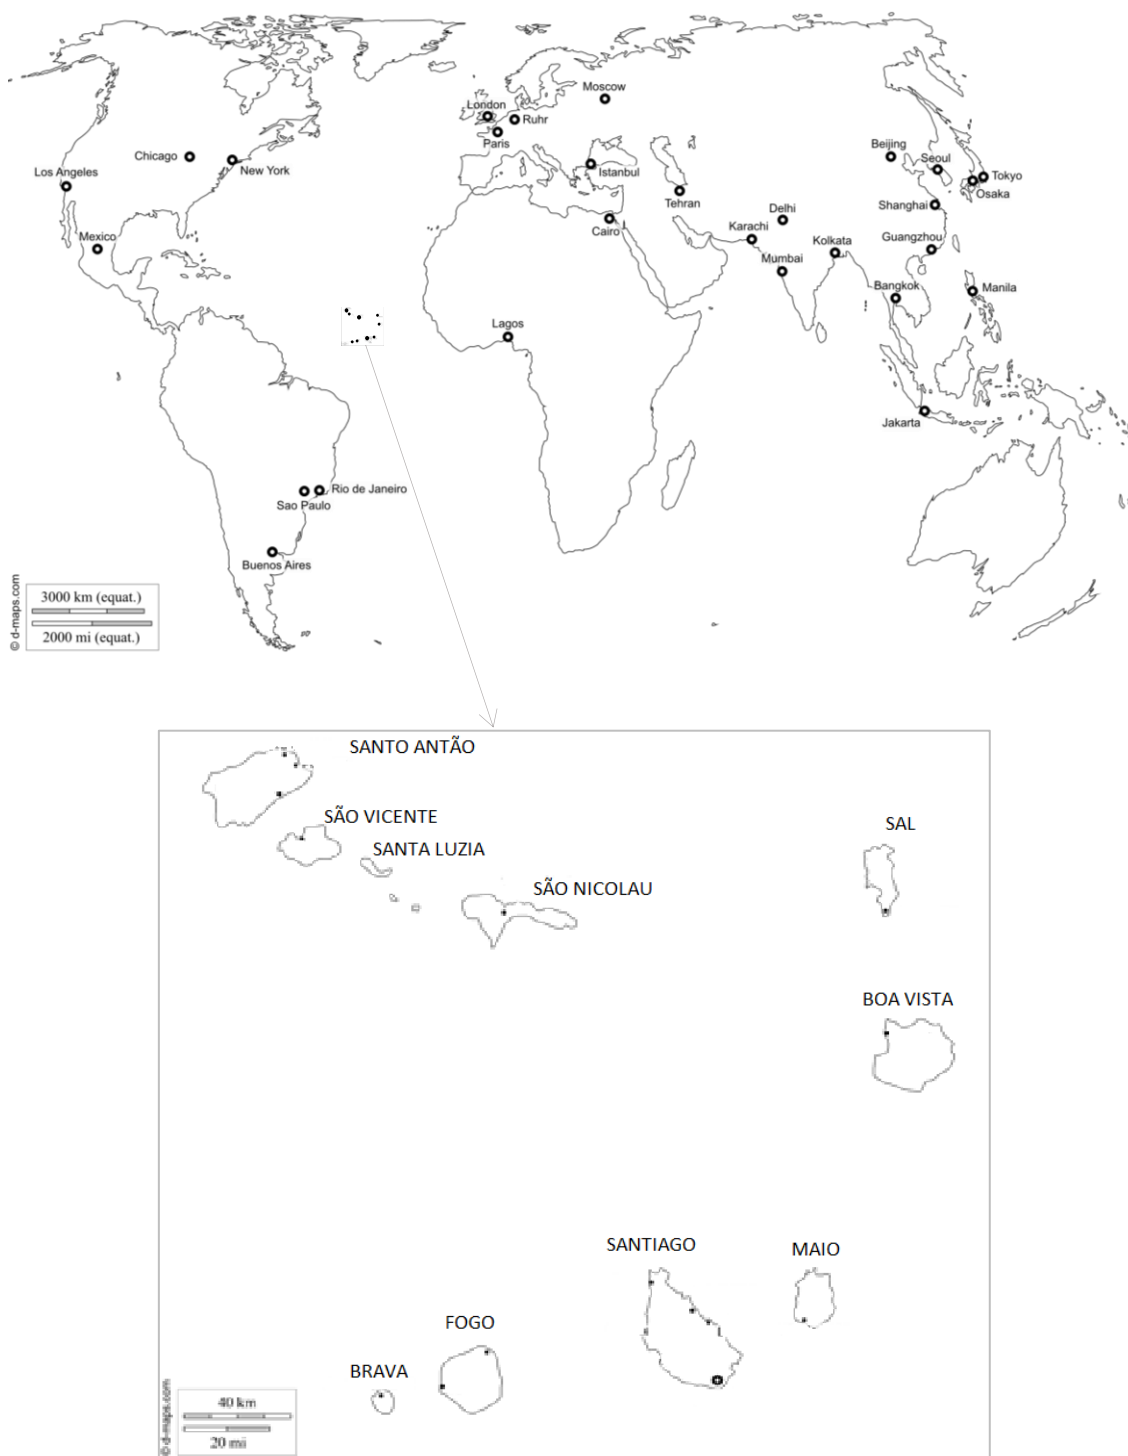 Moscow
London
Ruhr
Paris
Chicago
New York
Los Angeles
Istanbul
Beijing
Seoul
Tokyo
Osaka
Tehran
Shanghai
Delhi
Cairo
Karachi
Mexico
Kolkata
Guangzhou
Mumbai
Bangkok
Manila
Lagos
Jakarta
Rio de Janeiro
Sao Paulo
Buenos Aires
© d-maps.com
3000 km (equat.)
2000 mi (equat.)
SANTO ANTÃO
SÃO VICENTE
SAL
SANTA LUZIA
SÃO NICOLAU
BOA VISTA
SANTIAGO
MAIO
FOGO
BRAVA
© d-maps.com
40 km
20 mi